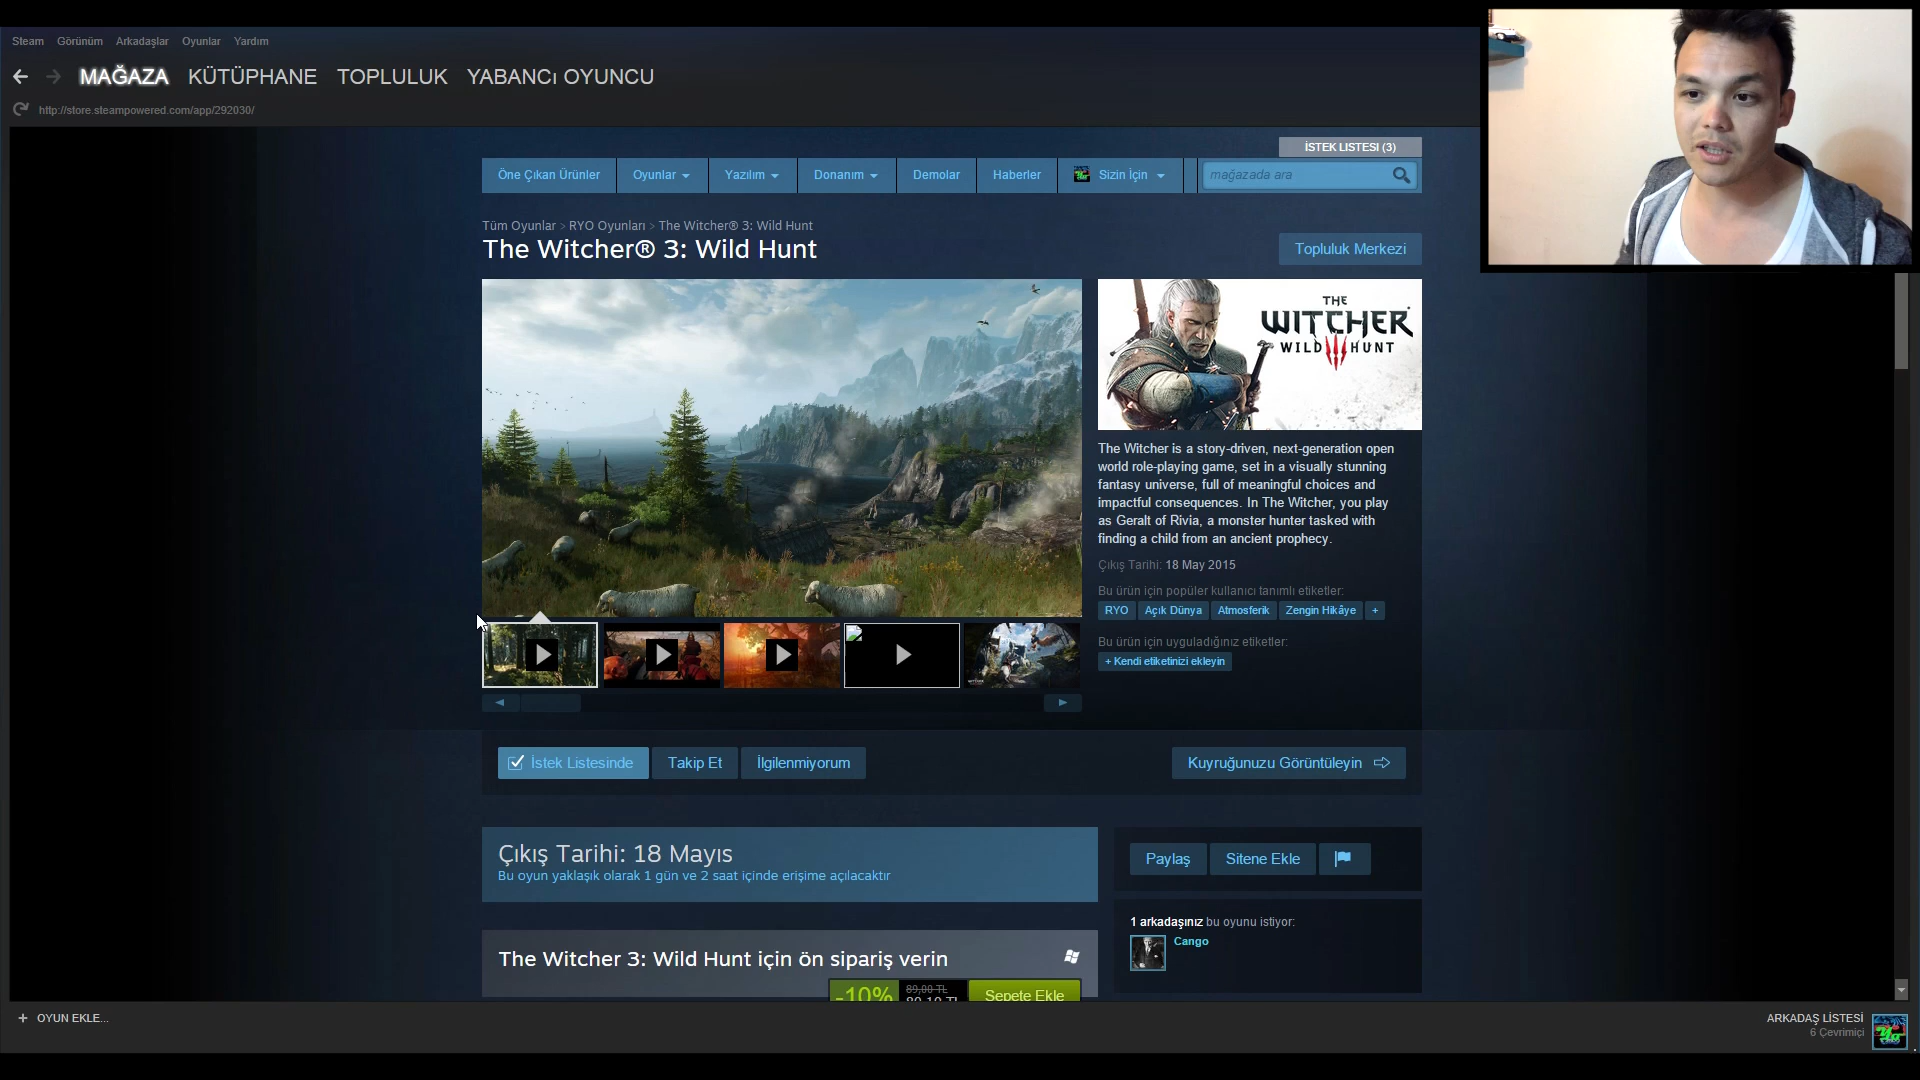 Steam Görünüm Arkadaşlar Oyunlar Yardım
MAĞAZA KÜTÜPHANE TOPLULUK YABANCı OYUNCU
http://store.steampowered.com/app/292030/
İSTEK LISTESI (3)
Öne Çıkan Ürünler Oyunlar Yazılım Donanım Demolar Haberler Sizin İçin mağazada ara
Tüm Oyunlar > RYO Oyunları > The Witcher® 3: Wild Hunt
The Witcher® 3: Wild Hunt
Topluluk Merkezi
THE
WITCHER
WILD HUNT
The Witcher is a story-driven, next-generation open
world role-playing game, set in a visually stunning
fantasy universe, full of meaningful choices and
impactful consequences. In The Witcher, you play
as Geralt of Rivia, a monster hunter tasked with
finding a child from an ancient prophecy.
Çıkış Tarihi: 18 May 2015
Bu ürün için popüler kullanıcı tanımlı etiketler:
RYO Açık Dünya Atmosferik Zengin Hikâye +
Bu ürün için uyguladığınız etiketler:
+ Kendi etiketinizi ekleyin
İstek Listesinde Takip Et İlgilenmiyorum Kuyruğunuzu Görüntüleyin
Çıkış Tarihi: 18 Mayıs
Bu oyun yaklaşık olarak 1 gün ve 2 saat içinde erişime açılacaktır
Paylaş Sitene Ekle
1 arkadaşınız bu oyunu istiyor:
Cango
The Witcher 3: Wild Hunt için ön sipariş verin
-10% 89,00 TL 80,10 TL Sepete Ekle
+ OYUN EKLE...
ARKADAŞ LİSTESİ
6 Çevrimiçi